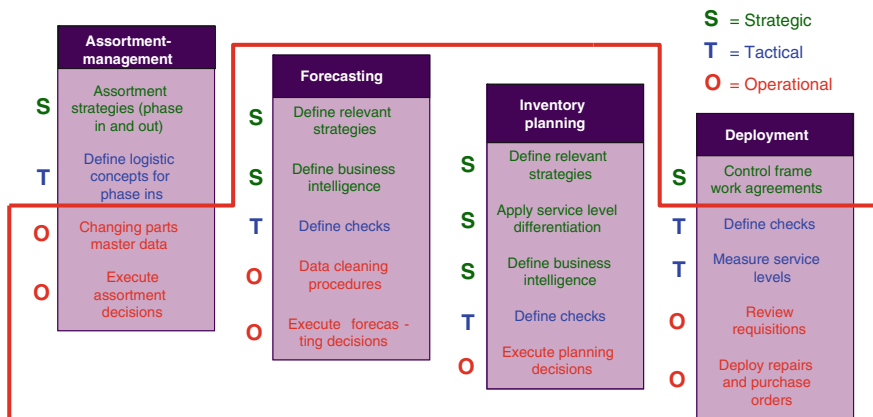 Assortment-
management
S
Assortment
strategies (phase
in and out)
T
Define logistic
concepts for
phase ins
O
Changing parts
master data
O
Execute
assortment
decisions
Forecasting
S
Define relevant
strategies
S
Define business
intelligence
T
Define checks
O
Data cleaning
procedures
O
Execute forecas -
ting decisions
Inventory
planning
S
Define relevant
strategies
S
Apply service level
differentiation
S
Define business
intelligence
T
Define checks
O
Execute planning
decisions
S = Strategic
T = Tactical
O = Operational
Deployment
S
Control frame
work agreements
T
Define checks
T
Measure service
levels
O
Review
requisitions
O
Deploy repairs
and purchase
orders